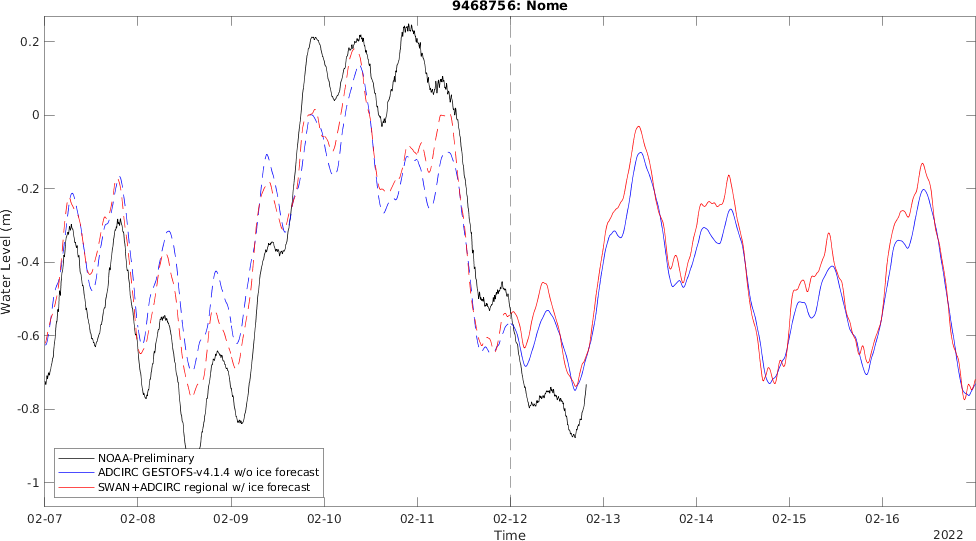 9468756: Nome
Water Level (m)
0.2
0
-0.2
-0.4
-0.6
-0.8
-1
NOAA-Preliminary
ADCIRC GESTOFS-v4.1.4 w/o ice forecast
SWAN+ADCIRC regional w/ ice forecast
02-07 02-08 02-09 02-10 02-11 02-12 02-13 02-14 02-15 02-16
Time
2022